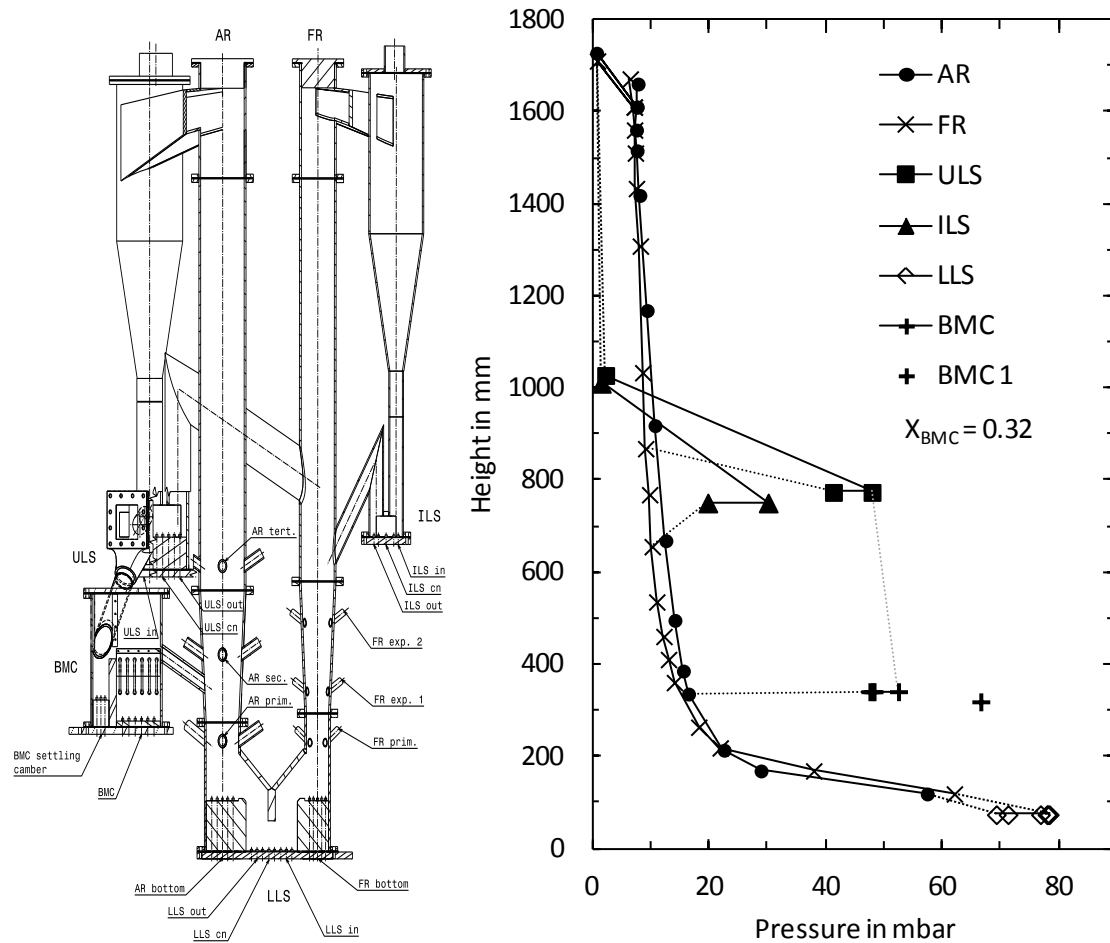 AR
FR
AR tert.
ULS
ILS
ILS in
ILS cn
ILS out
ULS out
ULS cn
ULS in
FR exp. 2
BMC
AR sec.
AR prim.
FR exp. 1
FR prim.
BMC settling
camber
BMC
AR bottom
FR bottom
LLS out
LLS
LLS cn
LLS in
Height in mm
1800
1600
1400
1200
1000
800
600
400
200
0
0
20
40
60
80
Pressure in mbar
AR
FR
ULS
ILS
LLS
BMC
BMC 1
XBMC = 0.32